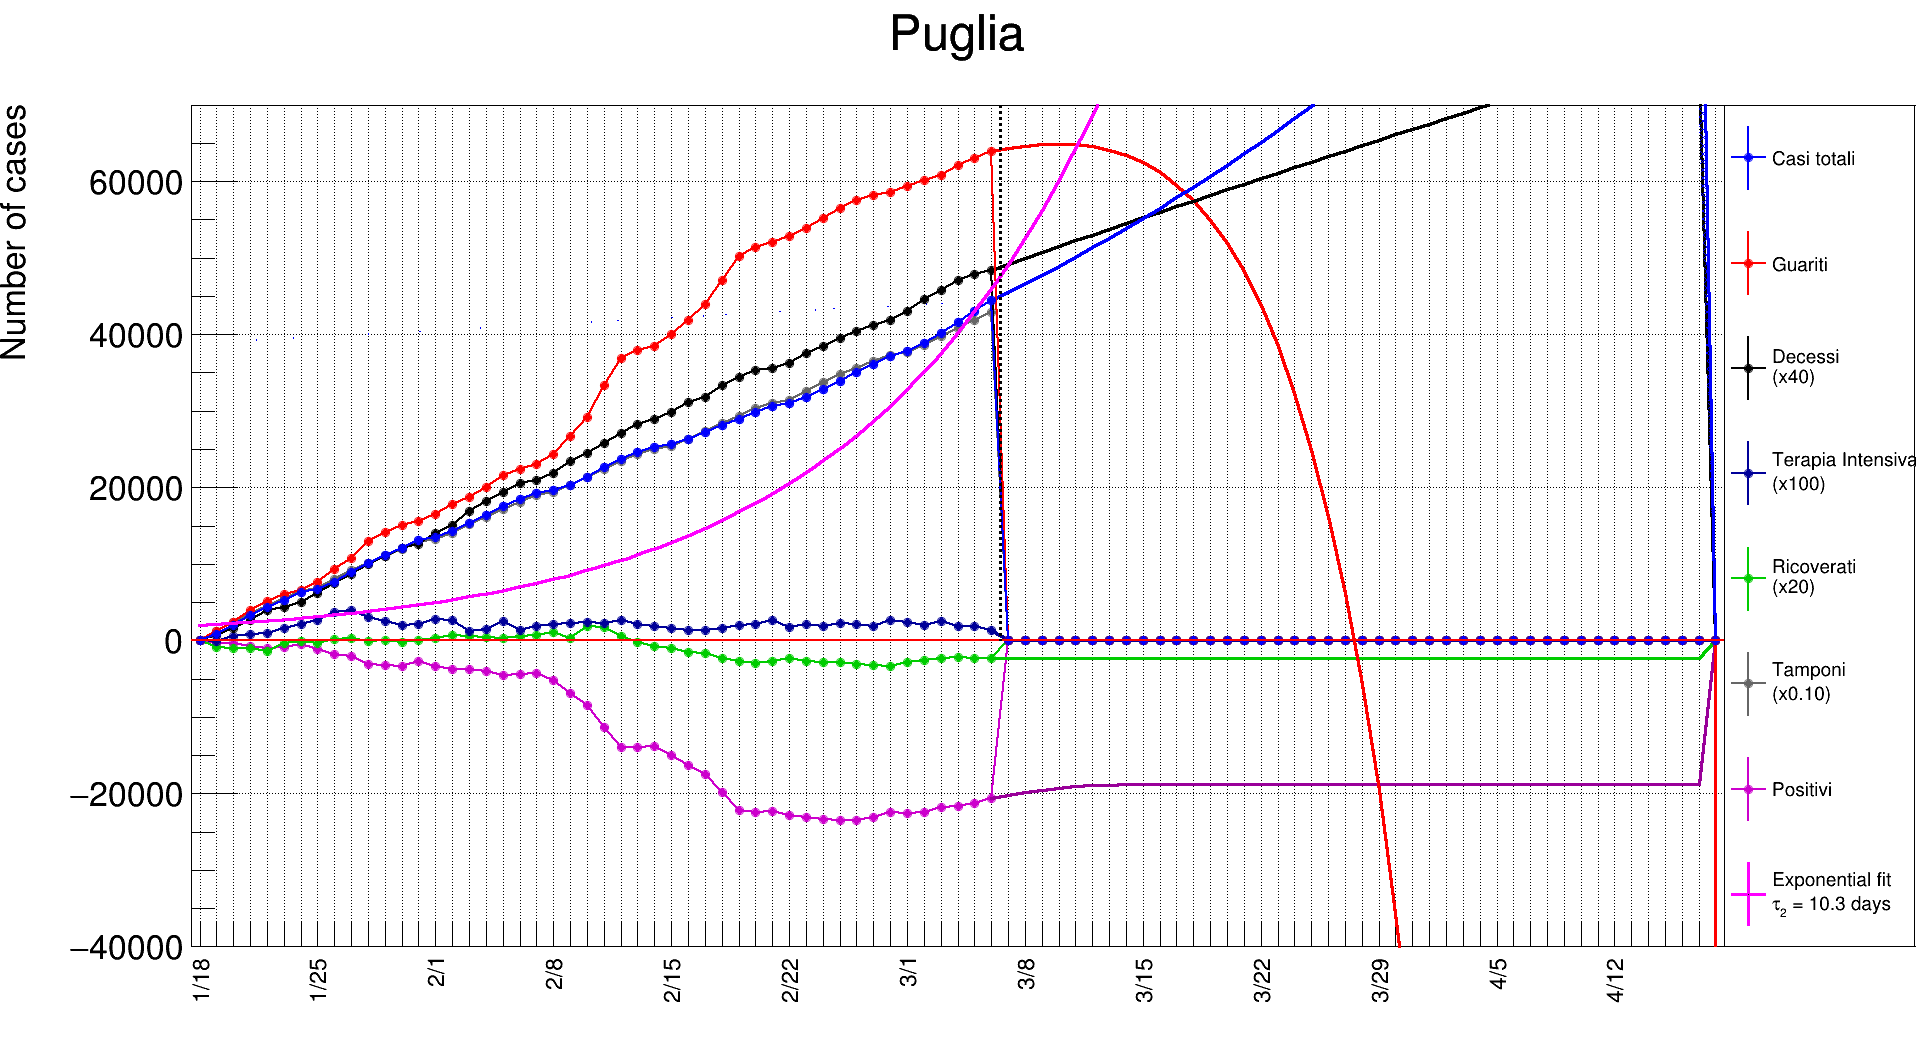 Puglia
Number of cases
60000
40000
20000
0
−20000
−40000
1/18
1/25
2/1
2/8
2/15
2/22
3/1
3/8
3/15
3/22
3/29
4/5
4/12
Casi totali
Guariti
Decessi
(x40)
Terapia Intensiva
(x100)
Ricoverati
(x20)
Tamponi
(x0.10)
Positivi
Exponential fit
τ2 = 10.3 days